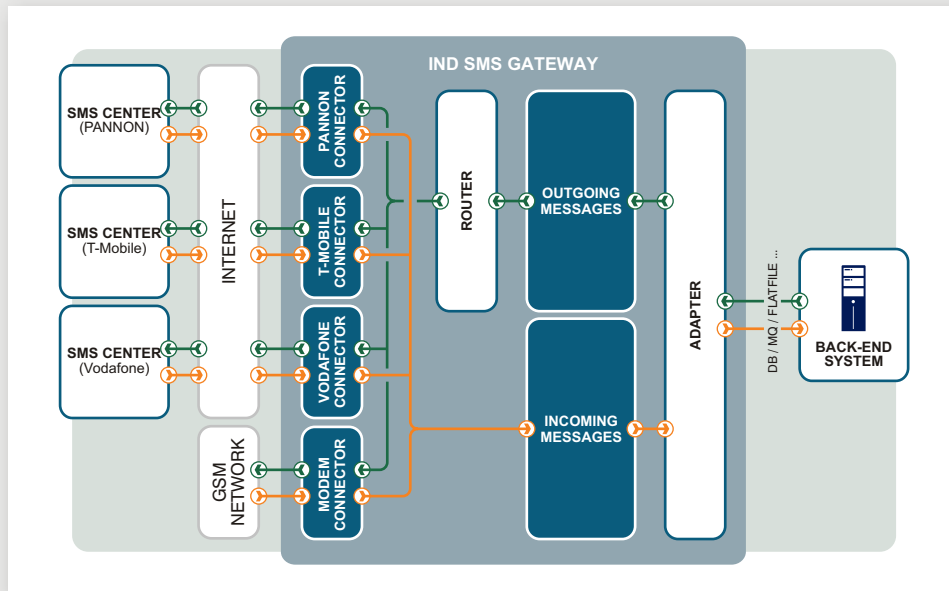 IND SMS GATEWAY
SMS CENTER
(PANNON)
SMS CENTER
(T-Mobile)
SMS CENTER
(Vodafone)
INTERNET
GSM
NETWORK
PANNON
CONNECTOR
T-MOBILE
CONNECTOR
VODAFONE
CONNECTOR
MODEM
CONNECTOR
ROUTER
OUTGOING
MESSAGES
INCOMING
MESSAGES
ADAPTER
DB / MQ / FLATFILE ...
BACK-END
SYSTEM